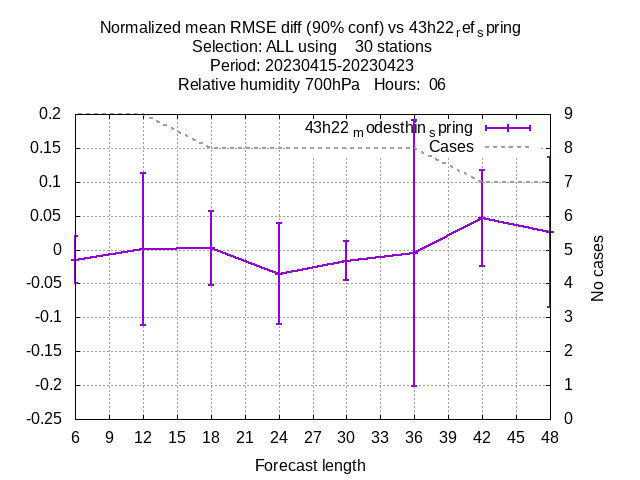 Normalized mean RMSE diff (90% conf) vs 43h22refspring
Selection: ALL using    30 stations
Period: 20230415-20230423
Relative humidity 700hPa   Hours:  06
43h22modesthinspring
Cases
0.2
0.15
0.1
0.05
0
-0.05
-0.1
-0.15
-0.2
-0.25
9
8
7
6
5
4
3
2
1
0
No cases
6 9 12 15 18 21 24 27 30 33 36 39 42 45 48
Forecast length